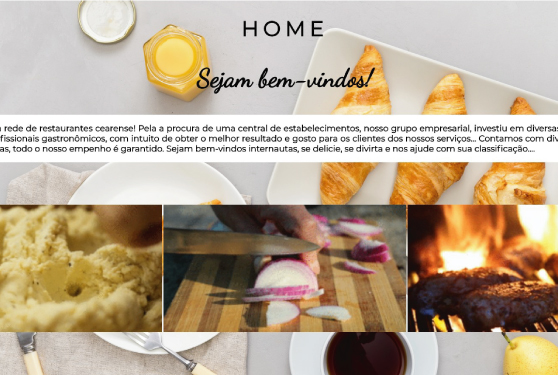 HOME
Sejam bem-vindos!
rede de restaurantes cearense! Pela a procura de uma central de estabelecimentos, nosso grupo empresarial, investiu em diversas
fissionais gastronômicos, com intuito de obter o melhor resultado e gosto para os clientes dos nossos serviços... Contamos com div
as, todo o nosso empenho é garantido. Sejam bem-vindos internautas, se delicie, se divirta e nos ajude com sua classificação....